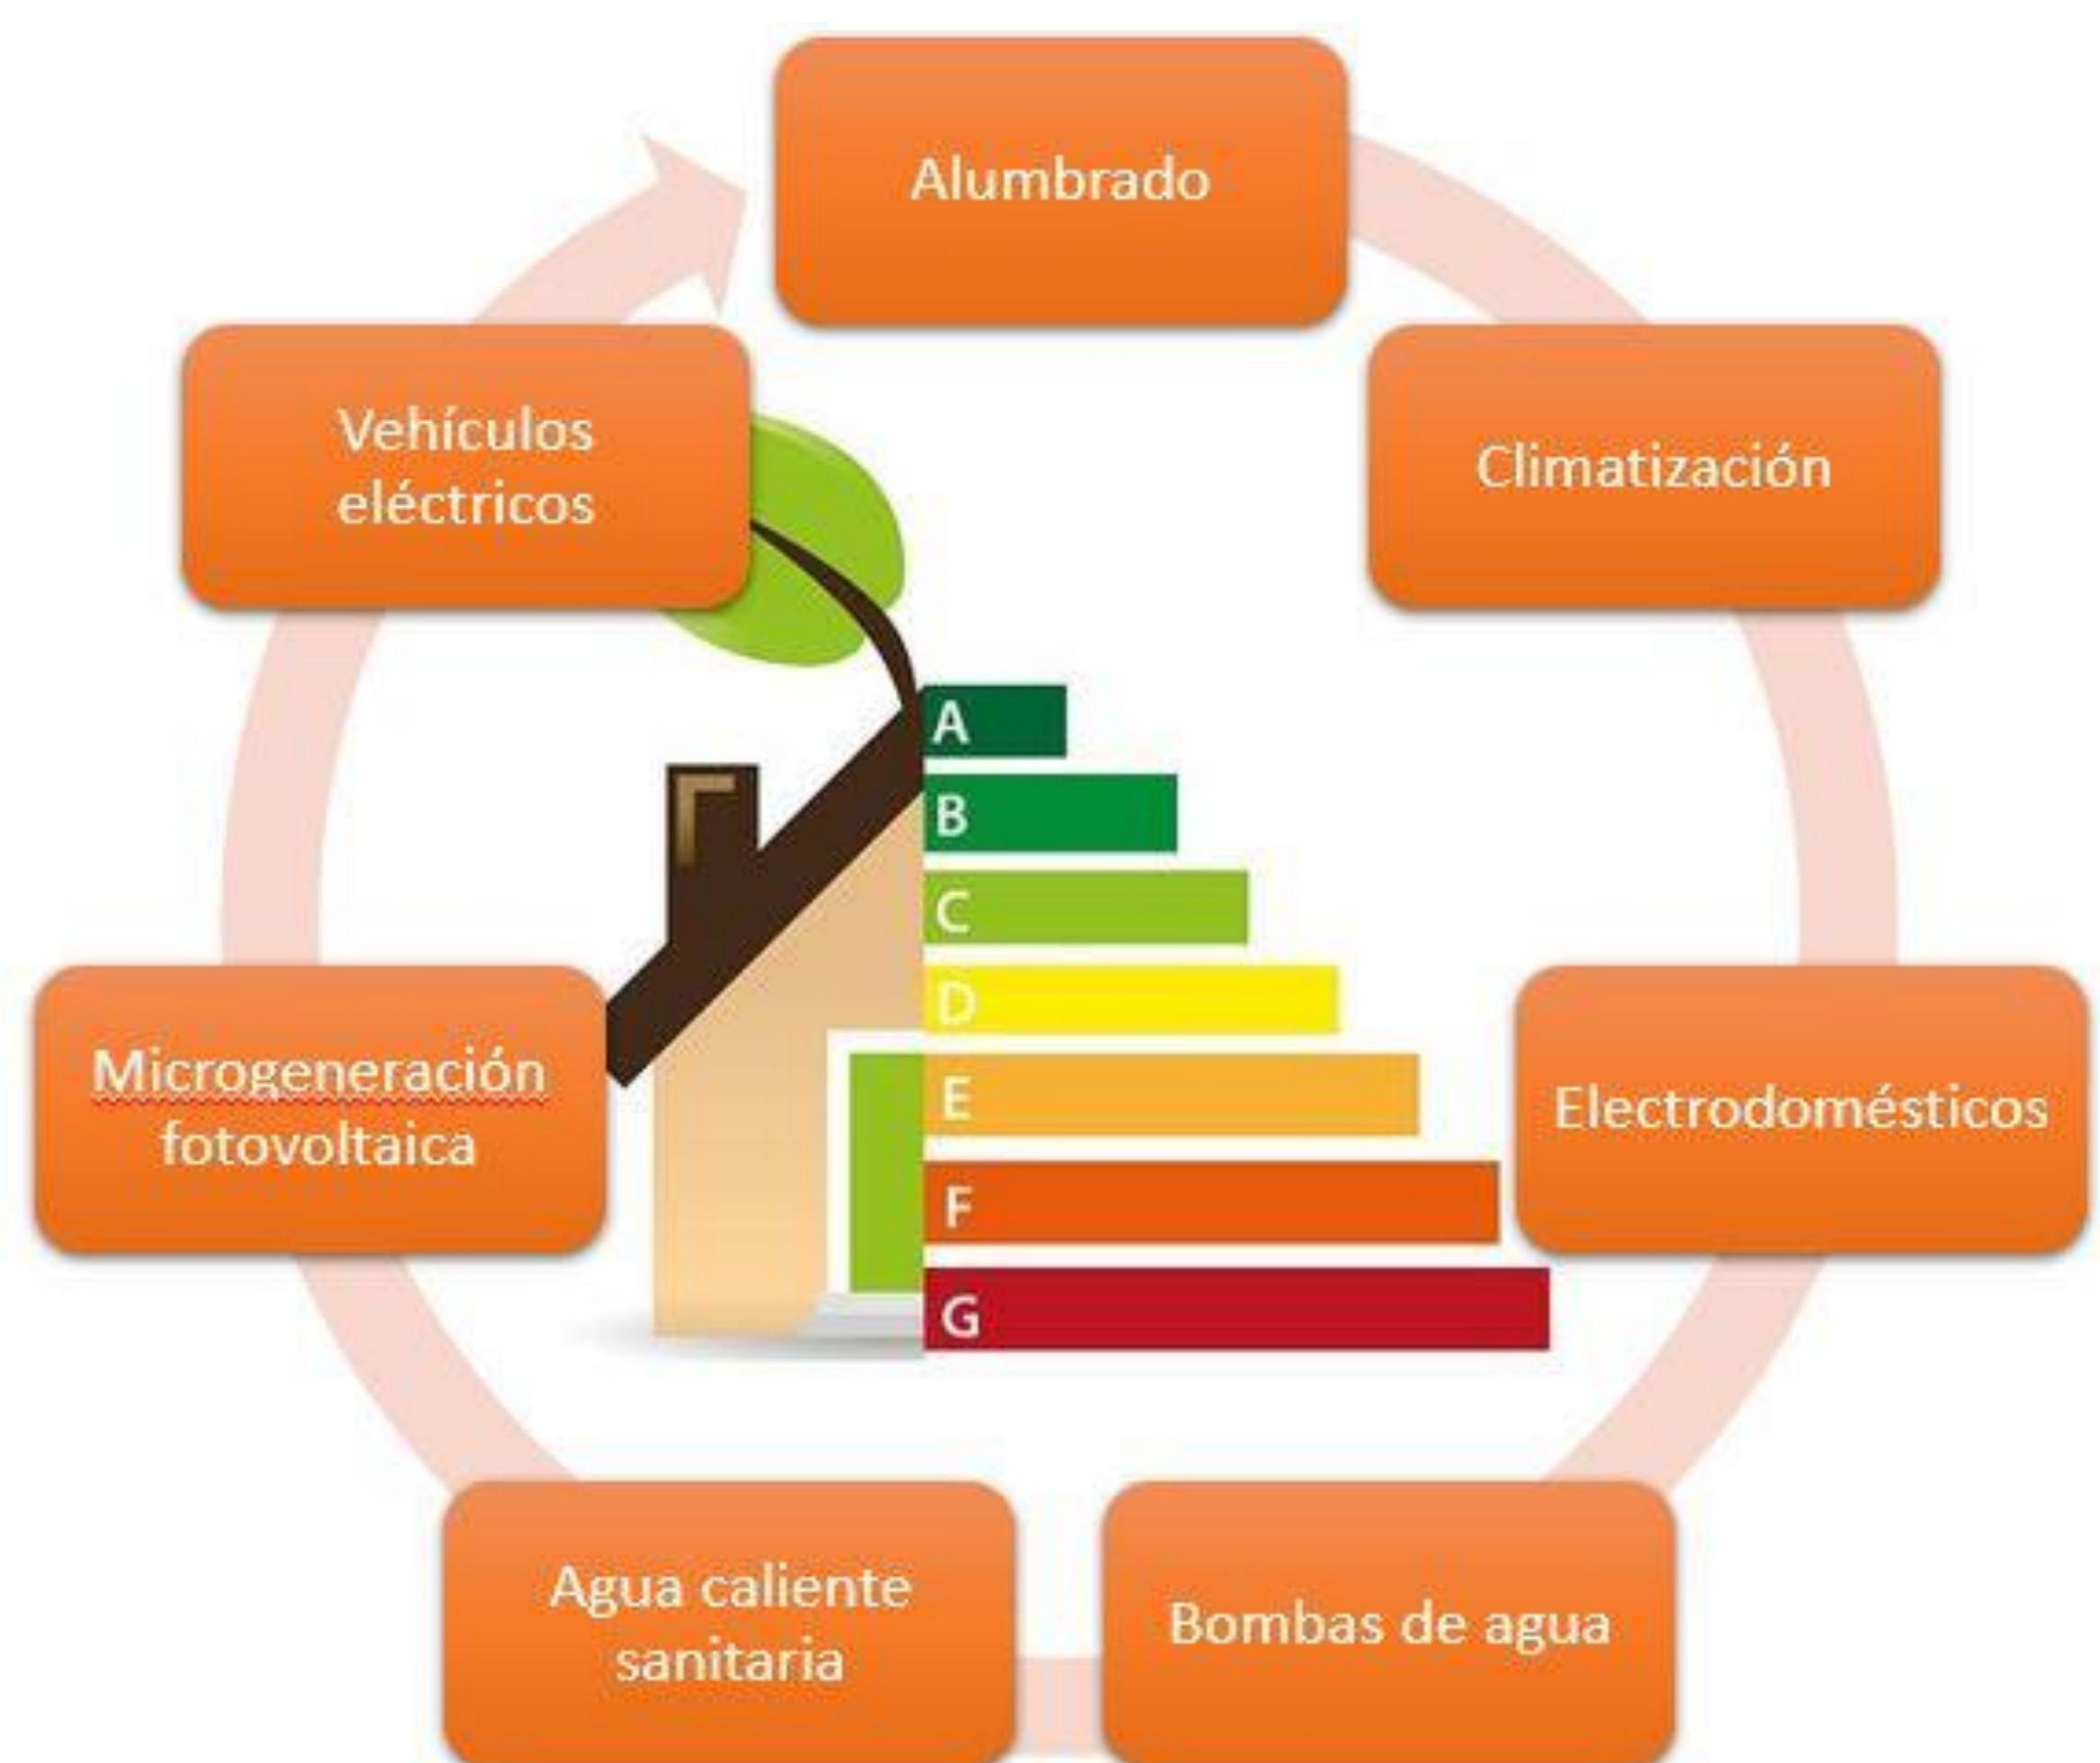 Alumbrado
Climatización
Electrodomésticos
Bombas de agua
Agua caliente
sanitaria
Microgeneración
fotovoltaica
Vehículos
eléctricos
A
B
C
D
E
F
G